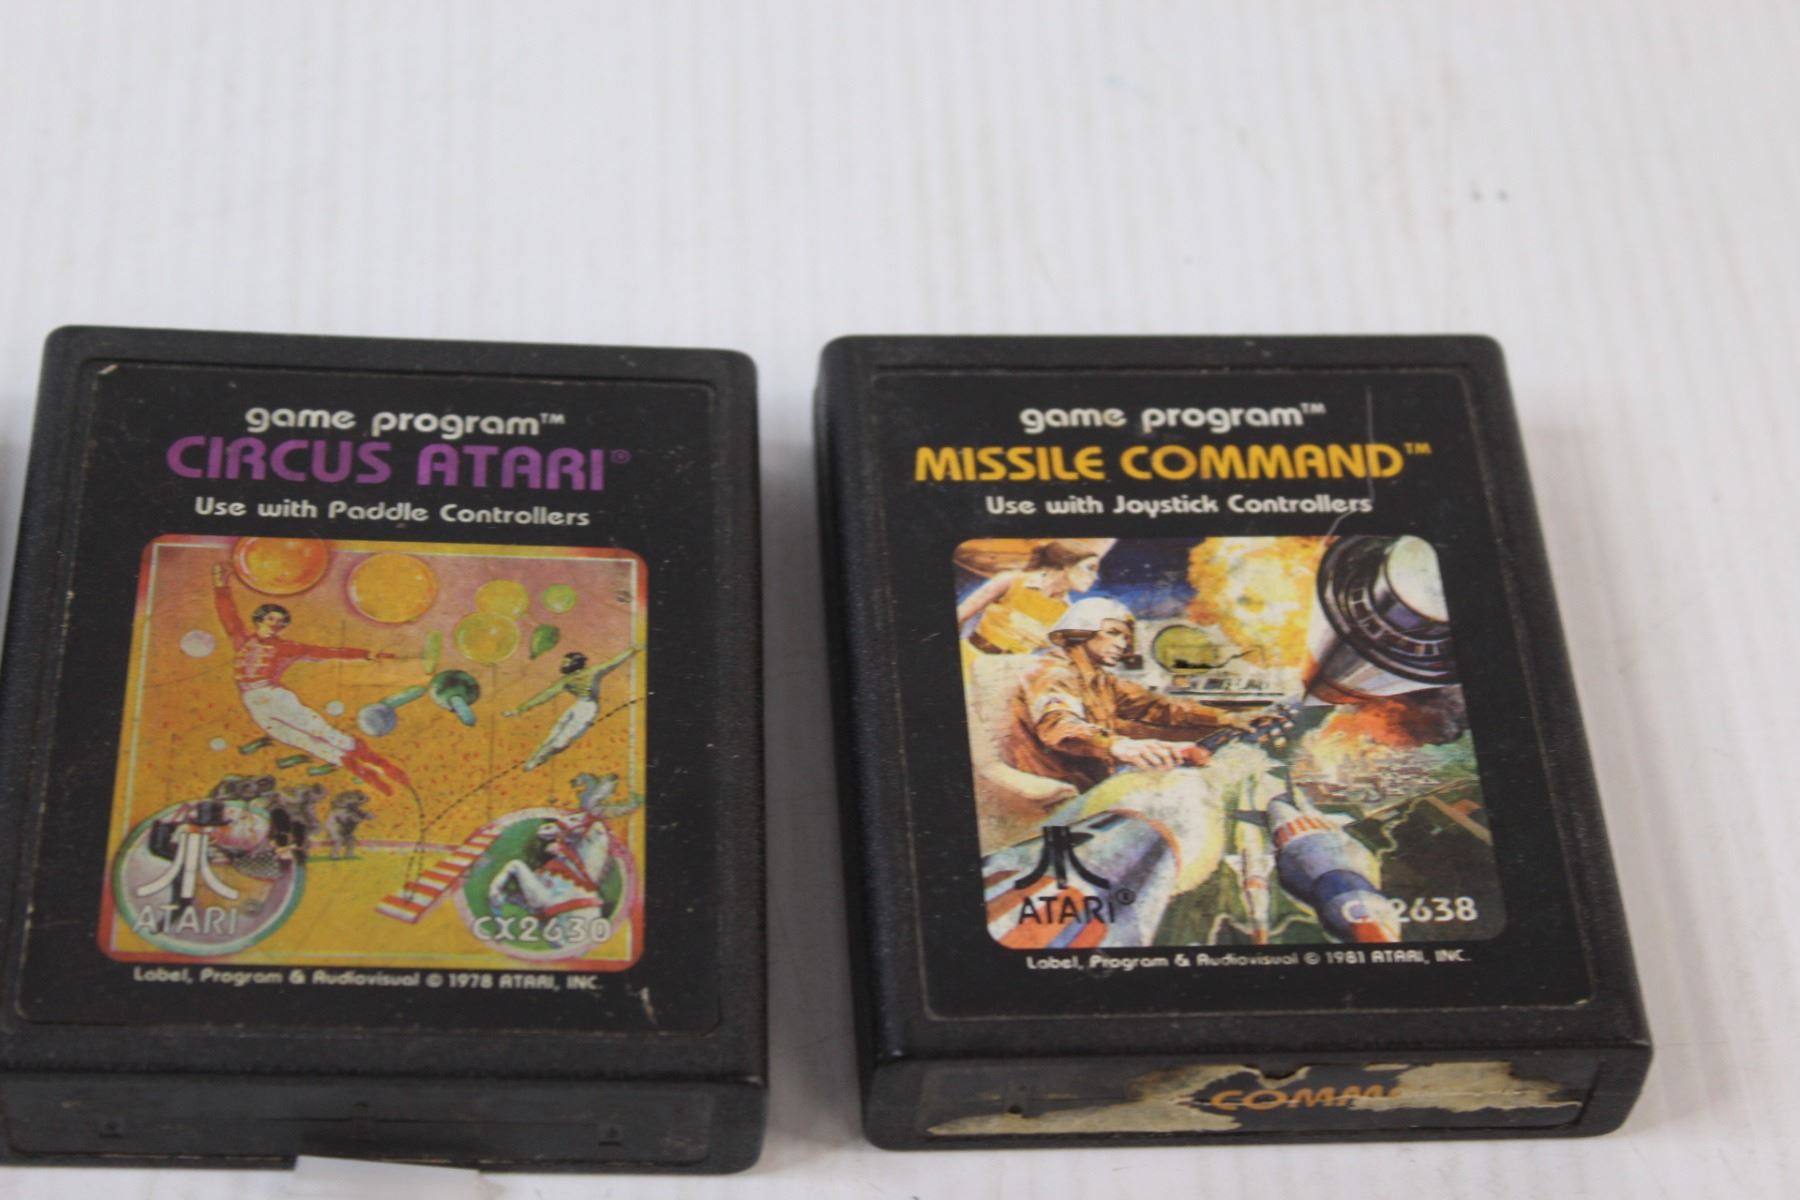 game program™
CIRCUS ATARI®
Use with Paddle Controllers
ATARI
CX2630
Label, Program & Audiovisual © 1978 ATARI, INC.
game program™
MISSILE COMMAND™
Use with Joystick Controllers
ATARI®
CX2638
Label, Program & Audiovisual © 1981 ATARI, INC.